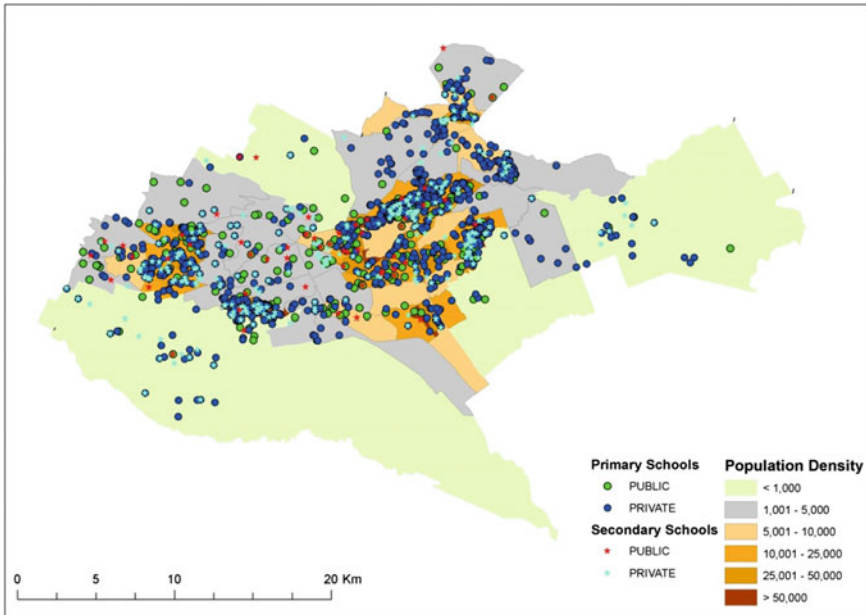 Primary Schools
PUBLIC
PRIVATE
Secondary Schools
PUBLIC
PRIVATE
Population Density
< 1,000
1,001 - 5,000
5,001 - 10,000
10,001 - 25,000
25,001 - 50,000
> 50,000
0 5 10 20 Km